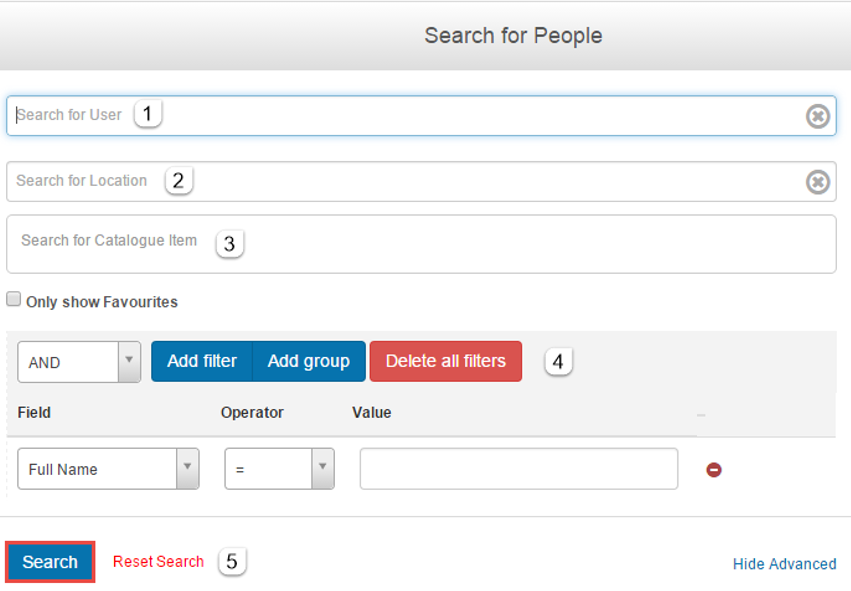 Search for People
Search for User 1
Search for Location 2
Search for Catalogue Item 3
Only show Favourites
AND Add filter Add group Delete all filters 4
Field Operator Value
Full Name =
Search Reset Search 5 Hide Advanced